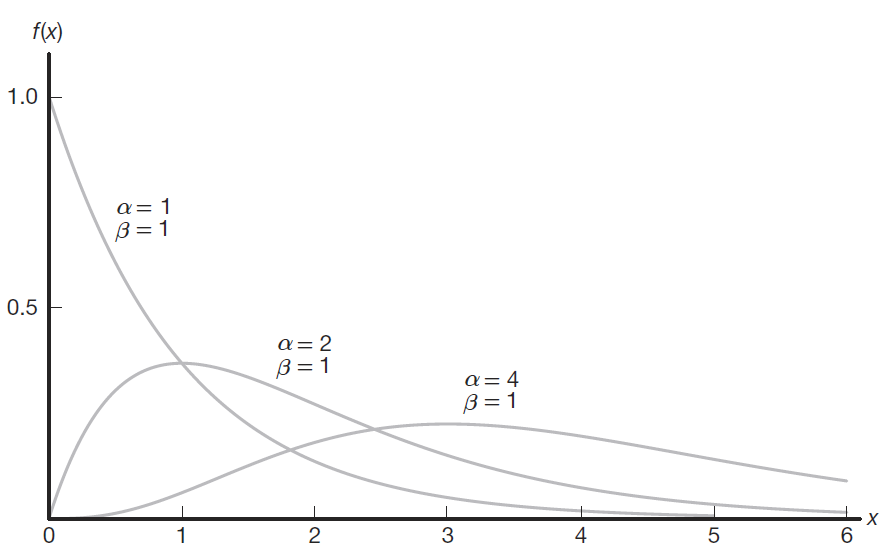 f(x)
1.0
α = 1
β = 1
0.5
α = 2
β = 1
α = 4
β = 1
0 1 2 3 4 5 6 x